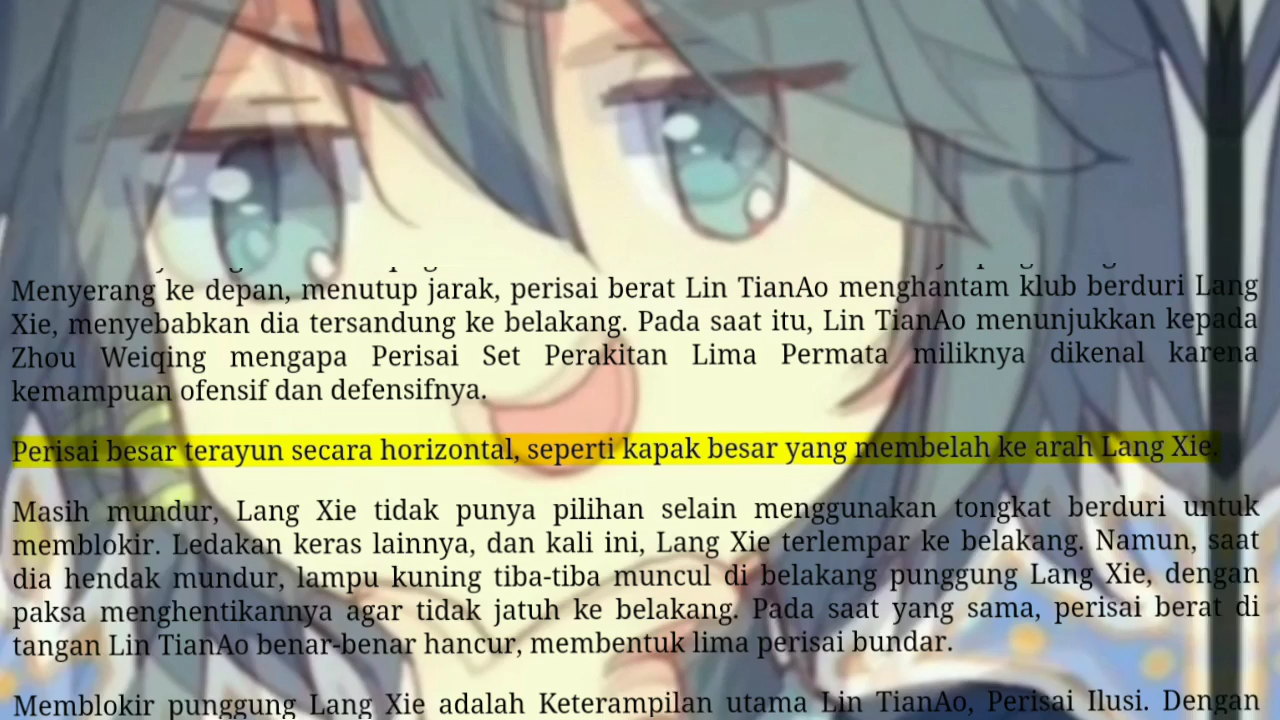 Menyerang ke depan, menutup jarak, perisai berat Lin TianAo menghantam klub berduri Lang
Xie, menyebabkan dia tersandung ke belakang. Pada saat itu, Lin TianAo menunjukkan kepada
Zhou Weiqing mengapa Perisai Set Perakitan Lima Permata miliknya dikenal karena
kemampuan ofensif dan defensifnya.
Perisai besar terayun secara horizontal, seperti kapak besar yang membelah ke arah Lang Xie.
Masih mundur, Lang Xie tidak punya pilihan selain menggunakan tongkat berduri untuk
memblokir. Ledakan keras lainnya, dan kali ini, Lang Xie terlempar ke belakang. Namun, saat
dia hendak mundur, lampu kuning tiba-tiba muncul di belakang punggung Lang Xie, dengan
paksa menghentikannya agar tidak jatuh ke belakang. Pada saat yang sama, perisai berat di
tangan Lin TianAo benar-benar hancur, membentuk lima perisai bundar.
Memblokir punggung Lang Xie adalah Keterampilan utama Lin TianAo, Perisai Ilusi. Dengan